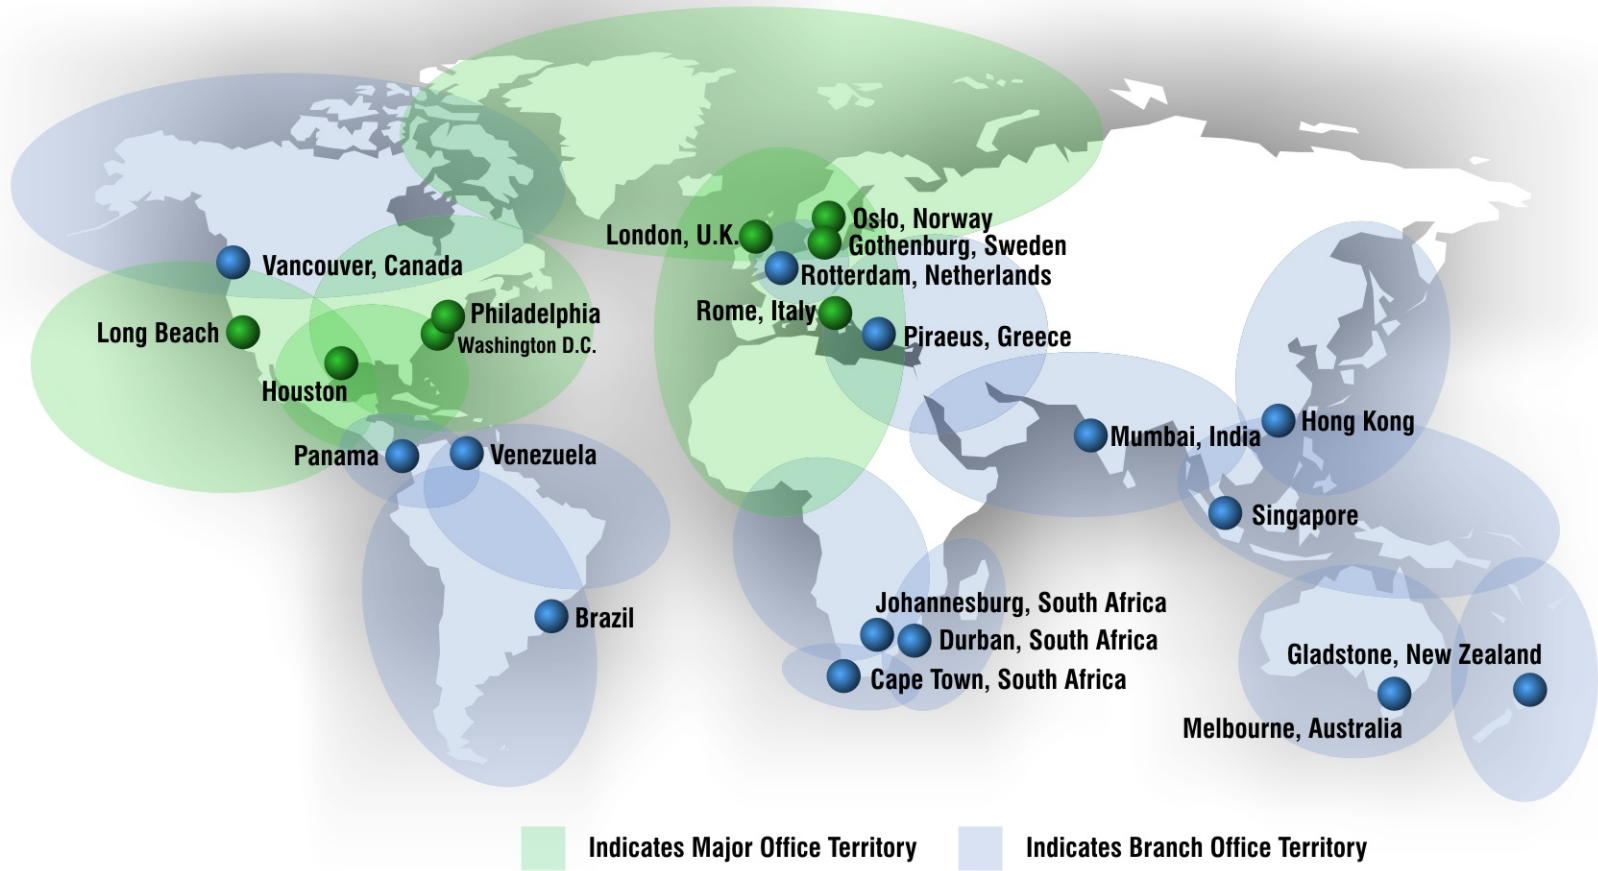 Oslo, Norway
London, U.K.
Gothenburg, Sweden
Vancouver, Canada
Rotterdam, Netherlands
Philadelphia
Rome, Italy
Long Beach
Piraeus, Greece
Washington D.C.
Houston
Hong Kong
Mumbai, India
Panama
Venezuela
Singapore
Johannesburg, South Africa
Brazil
Durban, South Africa
Gladstone, New Zealand
Cape Town, South Africa
Melbourne, Australia
Indicates Major Office Territory
Indicates Branch Office Territory